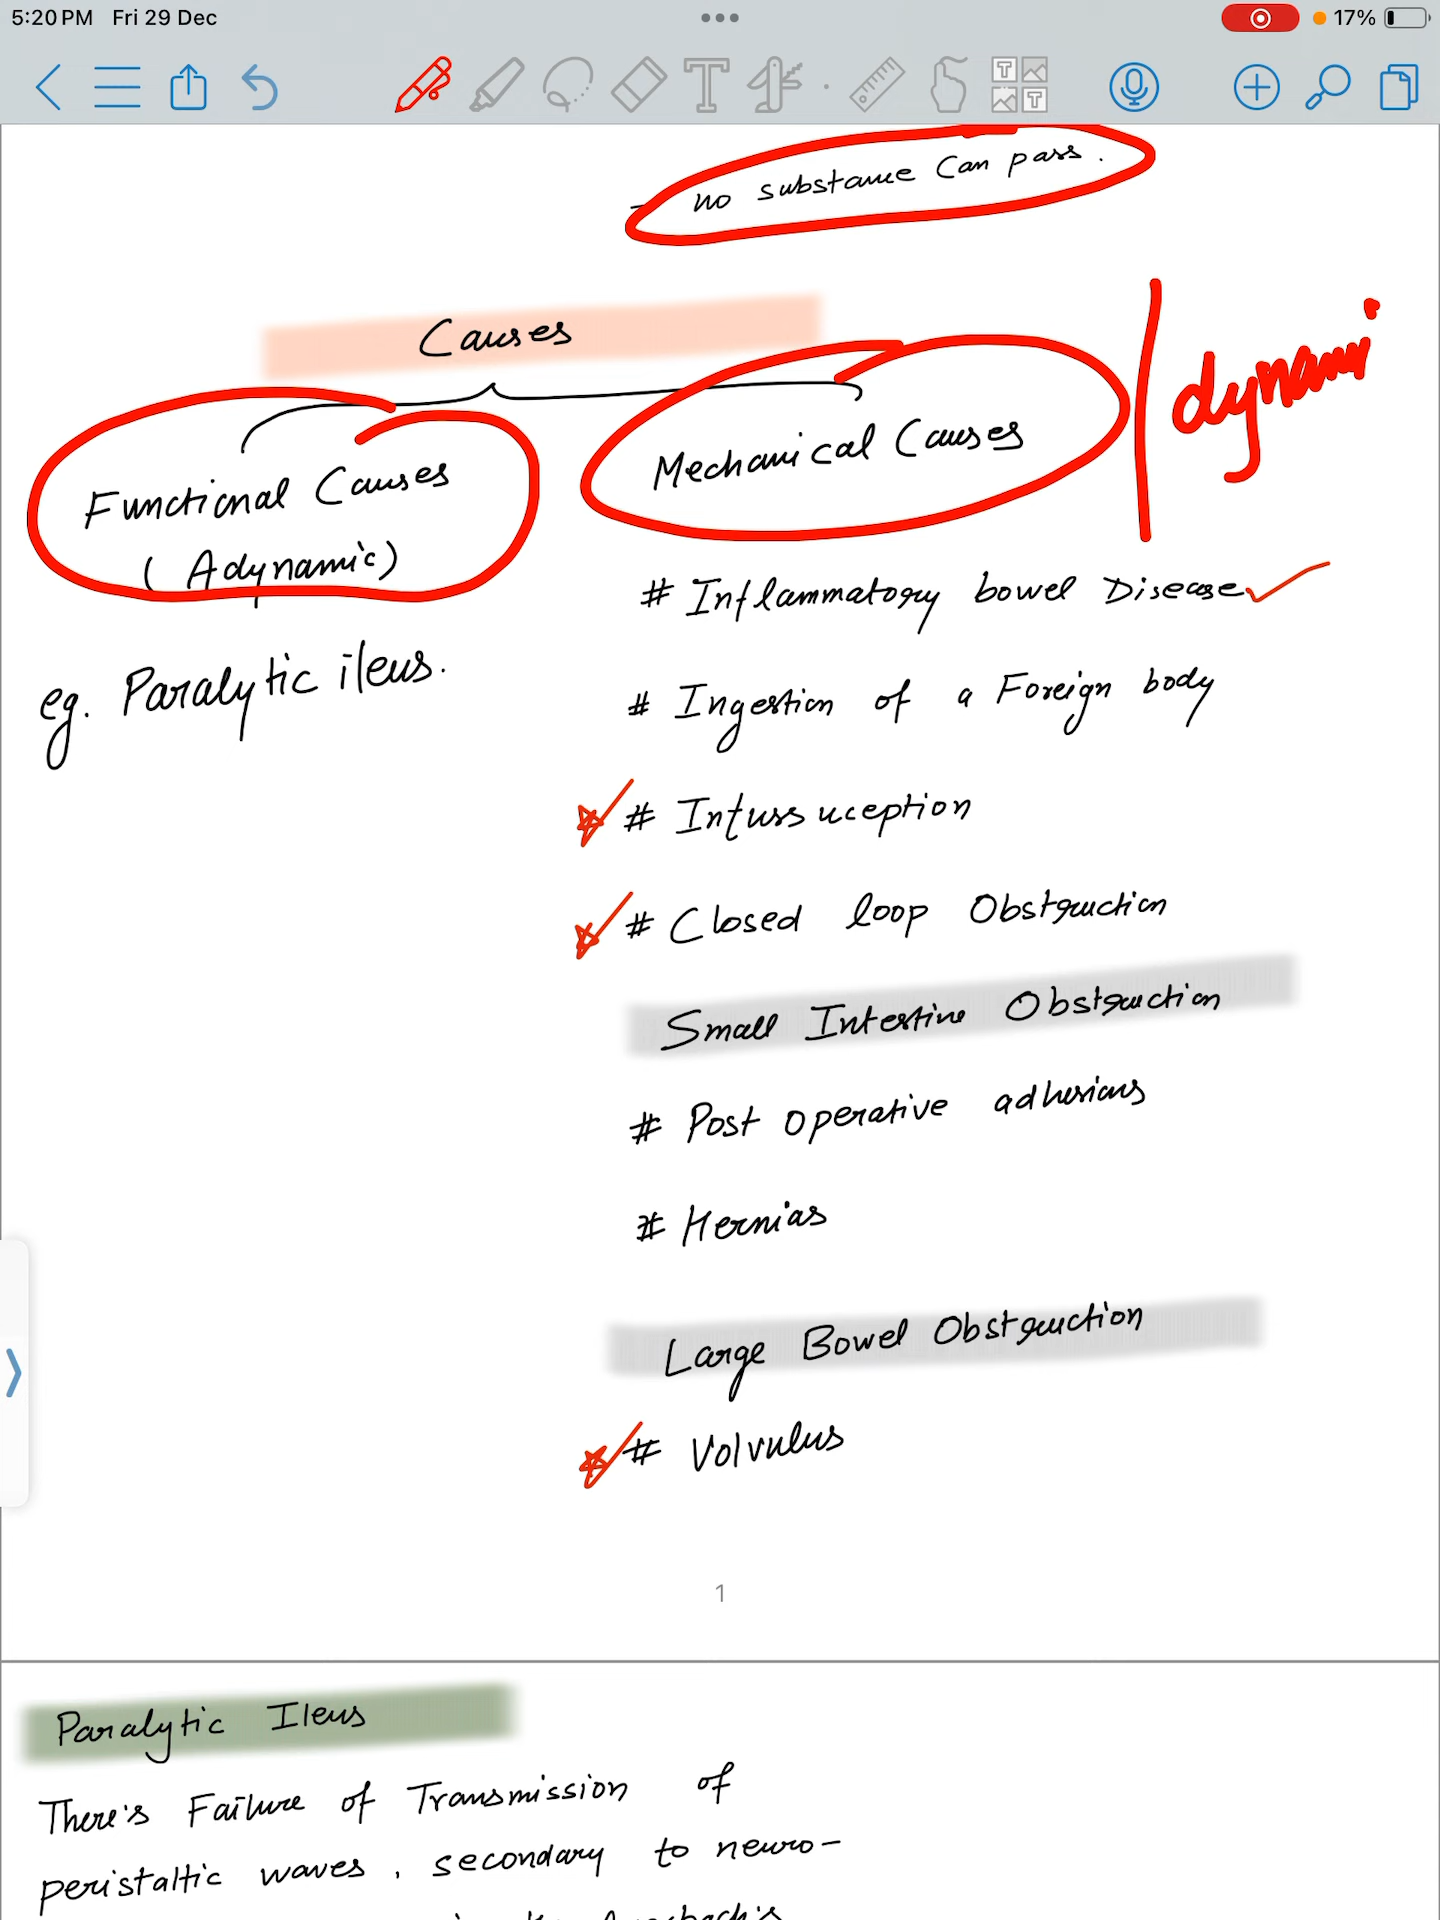 5:20 PM Fri 29 Dec
17%
no substance Can pass.
Causes
Functional Causes
(Adynamic)
Mechanical Causes
dynami
# Inflammatory bowel Disease
eg. Paralytic ileus.
# Ingestion of a Foreign body
# Intussuception
# Closed loop Obstruction
Small Intestine Obstruction
# Post operative adhesions
# Hernias
Large Bowel Obstruction
# Volvulus
1
Paralytic Ileus
There's Failure of Transmission of
peristaltic waves, secondary to neuro-